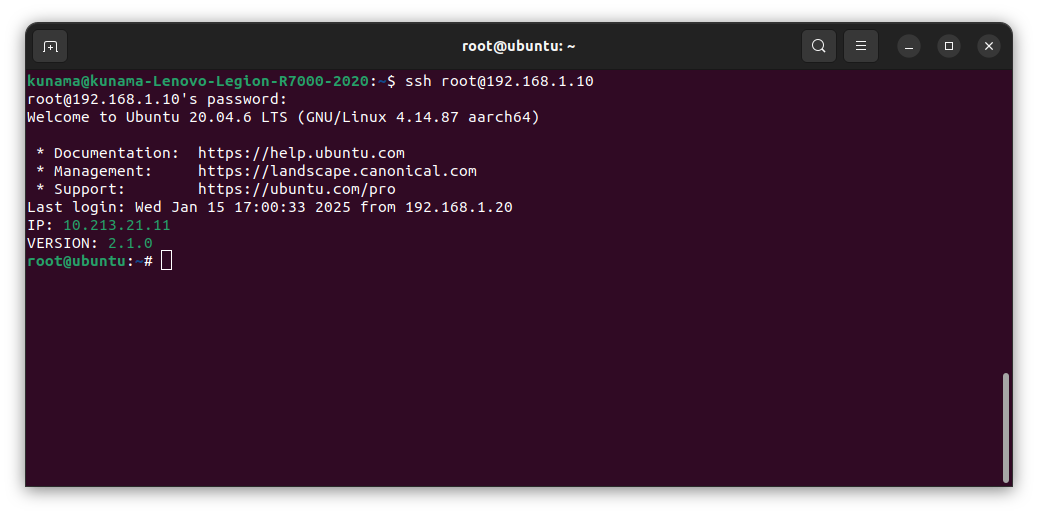 root@ubuntu: ~
kunama@kunama-Lenovo-Legion-R7000-2020:~$ ssh root@192.168.1.10
root@192.168.1.10's password:
Welcome to Ubuntu 20.04.6 LTS (GNU/Linux 4.14.87 aarch64)

 * Documentation:  https://help.ubuntu.com
 * Management:     https://landscape.canonical.com
 * Support:        https://ubuntu.com/pro
Last login: Wed Jan 15 17:00:33 2025 from 192.168.1.20
IP: 10.213.21.11
VERSION: 2.1.0
root@ubuntu:~#